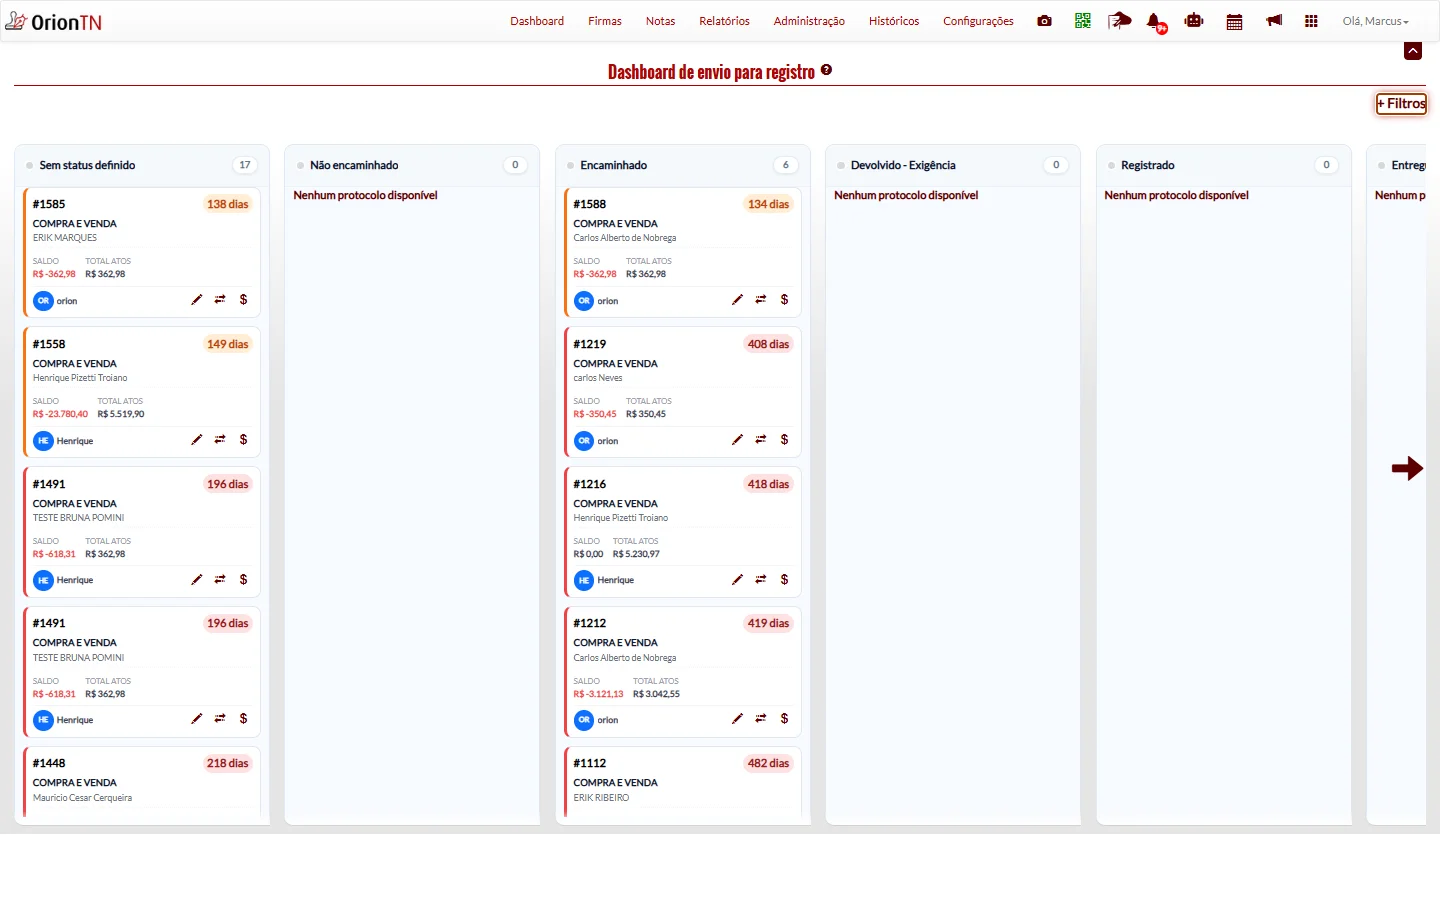 OrionTN
Dashboard Firmas Notas Relatórios Administração Históricos Configurações 9+ Olá, Marcus
Dashboard de envio para registro ?
+ Filtros
Sem status definido 17
#1585 138 dias
COMPRA E VENDA
ERIK MARQUES
SALDO TOTAL ATOS
R$ -362,98 R$ 362,98
OR orion $
#1558 149 dias
COMPRA E VENDA
Henrique Pizetti Troiano
SALDO TOTAL ATOS
R$ -23.780,40 R$ 5.519,90
HE Henrique $
#1491 196 dias
COMPRA E VENDA
TESTE BRUNA POMINI
SALDO TOTAL ATOS
R$ -618,31 R$ 362,98
HE Henrique $
#1491 196 dias
COMPRA E VENDA
TESTE BRUNA POMINI
SALDO TOTAL ATOS
R$ -618,31 R$ 362,98
HE Henrique $
#1448 218 dias
COMPRA E VENDA
Mauricio Cesar Cerqueira
Não encaminhado 0
Nenhum protocolo disponível
Encaminhado 6
#1588 134 dias
COMPRA E VENDA
Carlos Alberto de Nobrega
SALDO TOTAL ATOS
R$ -362,98 R$ 362,98
OR orion $
#1219 408 dias
COMPRA E VENDA
carlos Neves
SALDO TOTAL ATOS
R$ -350,45 R$ 350,45
OR orion $
#1216 418 dias
COMPRA E VENDA
Henrique Pizetti Troiano
SALDO TOTAL ATOS
R$ 0,00 R$ 5.230,97
HE Henrique $
#1212 419 dias
COMPRA E VENDA
Carlos Alberto de Nobrega
SALDO TOTAL ATOS
R$ -3.121,13 R$ 3.042,55
OR orion $
#1112 482 dias
COMPRA E VENDA
ERIK RIBEIRO
Devolvido - Exigência 0
Nenhum protocolo disponível
Registrado 0
Nenhum protocolo disponível
Entreg
Nenhum p